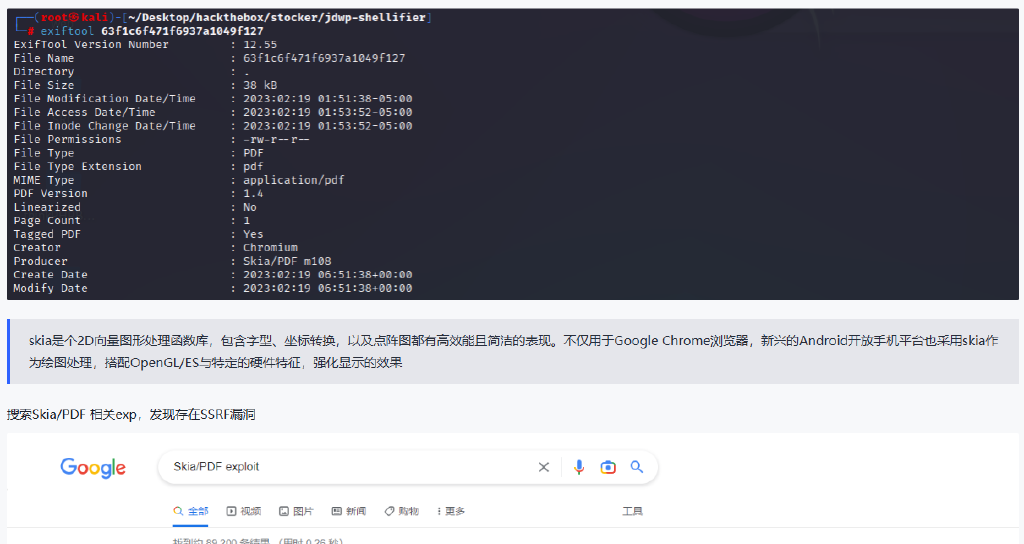 (root㉿kali)-[~/Desktop/hackthebox/stocker/jdwp-shellifier]
# exiftool 63f1c6f471f6937a1049f127
ExifTool Version Number : 12.55
File Name : 63f1c6f471f6937a1049f127
Directory : .
File Size : 38 kB
File Modification Date/Time : 2023:02:19 01:51:38-05:00
File Access Date/Time : 2023:02:19 01:53:52-05:00
File Inode Change Date/Time : 2023:02:19 01:53:52-05:00
File Permissions : -rw-r--r--
File Type : PDF
File Type Extension : pdf
MIME Type : application/pdf
PDF Version : 1.4
Linearized : No
Page Count : 1
Tagged PDF : Yes
Creator : Chromium
Producer : Skia/PDF m108
Create Date : 2023:02:19 06:51:38+00:00
Modify Date : 2023:02:19 06:51:38+00:00
skia是个2D向量图形处理函数库，包含字型、坐标转换，以及点阵图都有高效能且简洁的表现。不仅用于Google Chrome浏览器，新兴的Android开放手机平台也采用skia作
为绘图处理，搭配OpenGL/ES与特定的硬件特征，强化显示的效果
搜索Skia/PDF 相关exp，发现存在SSRF漏洞
Google
Skia/PDF exploit
全部 视频 图片 新闻 购物 更多 工具
找到约 89,200 条结果 （用时 0.26 秒）